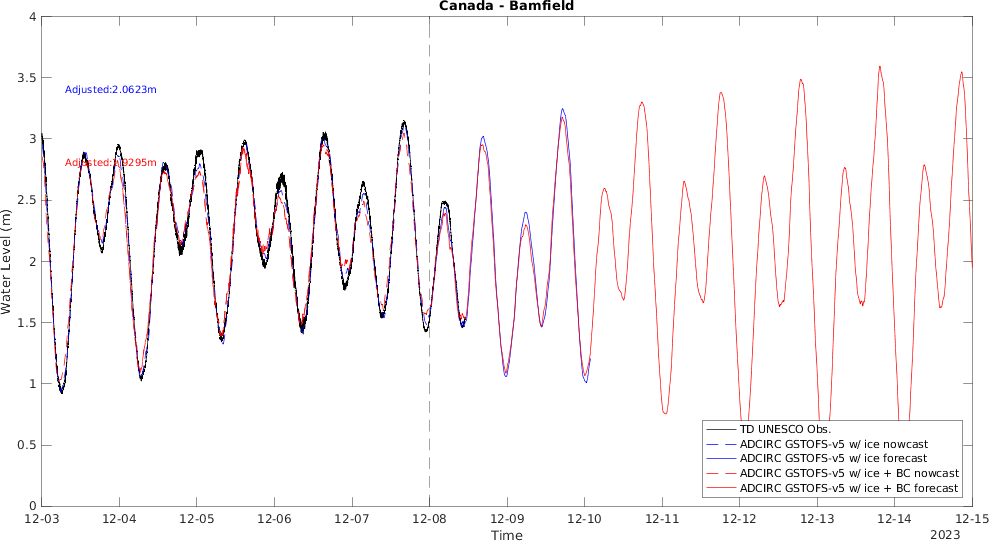 Canada - Bamfield
4
3.5
3
2.5
2
1.5
1
0.5
0
Water Level (m)
Adjusted:2.0623m
Adjusted:1.9295m
TD UNESCO Obs.
ADCIRC GSTOFS-v5 w/ ice nowcast
ADCIRC GSTOFS-v5 w/ ice forecast
ADCIRC GSTOFS-v5 w/ ice + BC nowcast
ADCIRC GSTOFS-v5 w/ ice + BC forecast
12-03 12-04 12-05 12-06 12-07 12-08 12-09 12-10 12-11 12-12 12-13 12-14 12-15
Time
2023